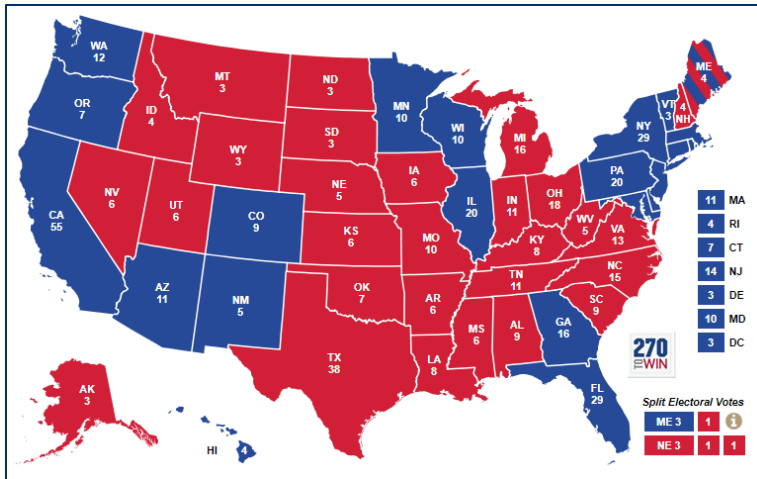 WA
12
OR
7
CA
55
NV
6
ID
4
MT
3
WY
3
UT
6
AZ
11
CO
9
NM
5
ND
3
SD
3
NE
5
KS
6
OK
7
TX
38
MN
10
IA
6
MO
10
AR
6
LA
8
WI
10
IL
20
MI
16
IN
11
OH
18
KY
8
TN
11
MS
6
AL
9
GA
16
FL
29
SC
9
NC
15
VA
13
WV
5
PA
20
NY
29
VT
3
4
NH
ME
4
AK
3
HI
4
11 MA
4 RI
7 CT
14 NJ
3 DE
10 MD
3 DC
270
TO WIN
Split Electoral Votes
ME 3 1 i
NE 3 1 1